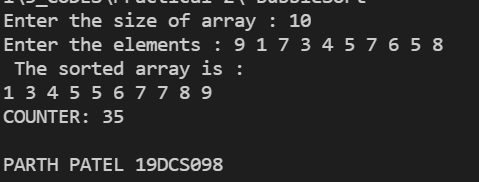 Enter the size of array : 10
Enter the elements : 9 1 7 3 4 5 7 6 5 8
 The sorted array is :
1 3 4 5 5 6 7 7 8 9
COUNTER: 35
PARTH PATEL 19DCS098